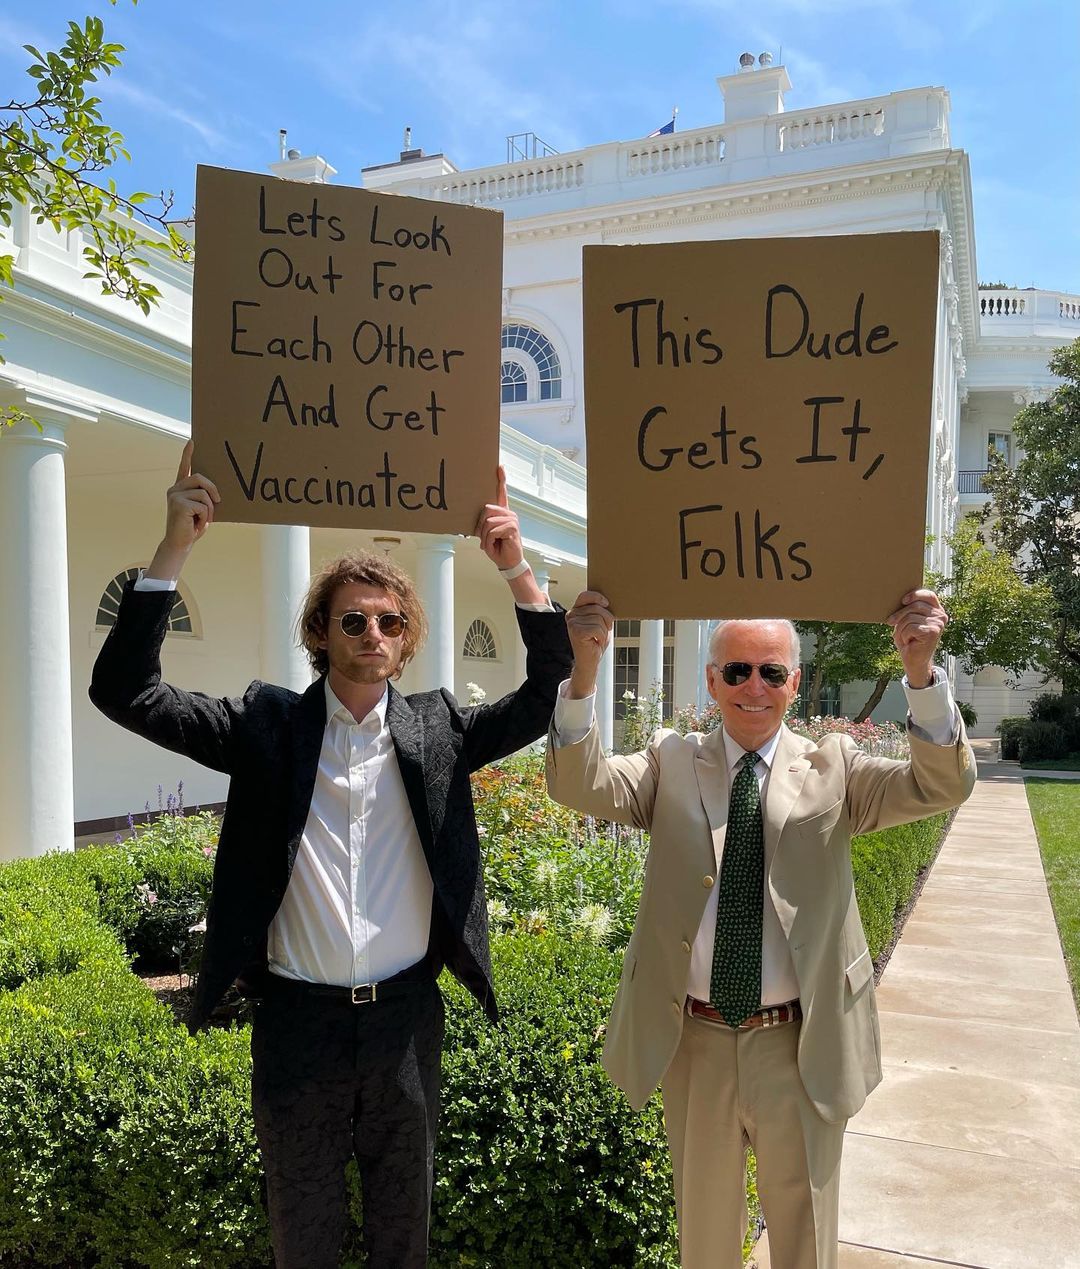 Lets Look
Out For
Each Other
And Get
Vaccinated
This Dude
Gets It,
Folks